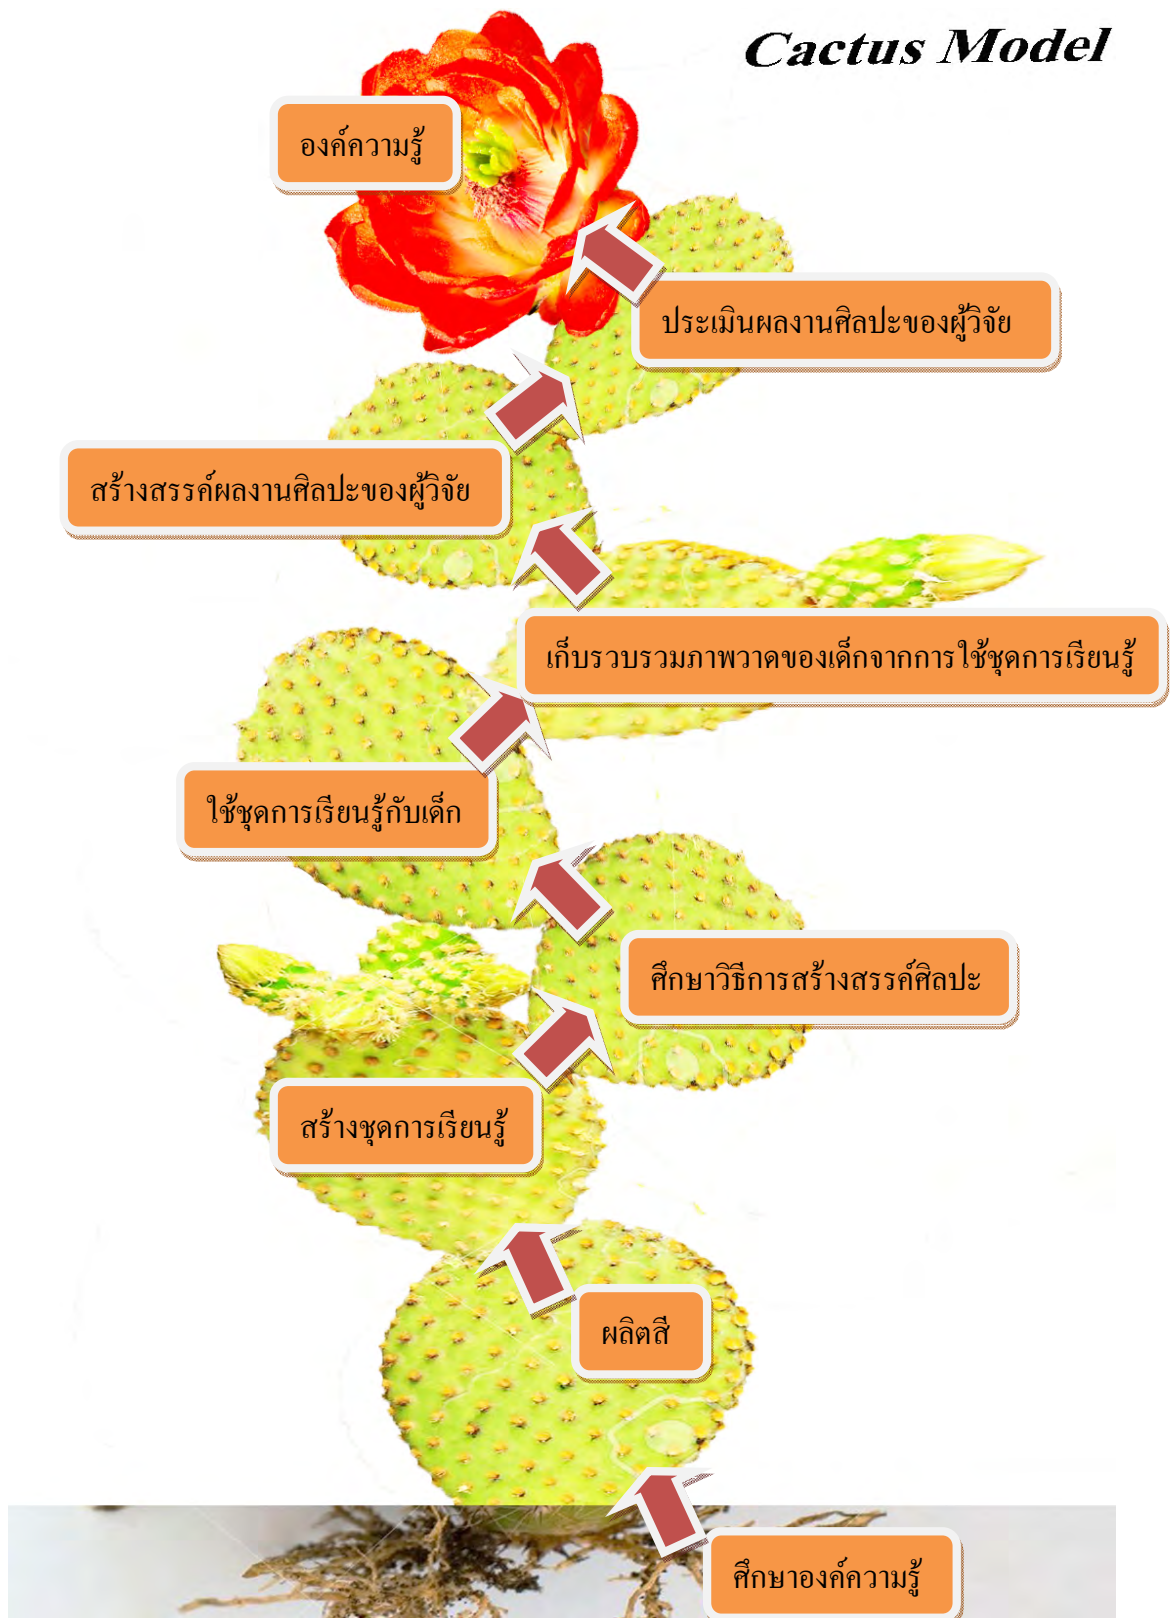 Cactus Model
องค์ความรู้
ประเมินผลงานศิลปะของผู้วิจัย
สร้างสรรค์ผลงานศิลปะของผู้วิจัย
เก็บรวบรวมภาพวาดของเด็กจากการใช้ชุดการเรียนรู้
ใช้ชุดการเรียนรู้กับเด็ก
ศึกษาวิธีการสร้างสรรค์ศิลปะ
สร้างชุดการเรียนรู้
ผลิตสี
ศึกษาองค์ความรู้